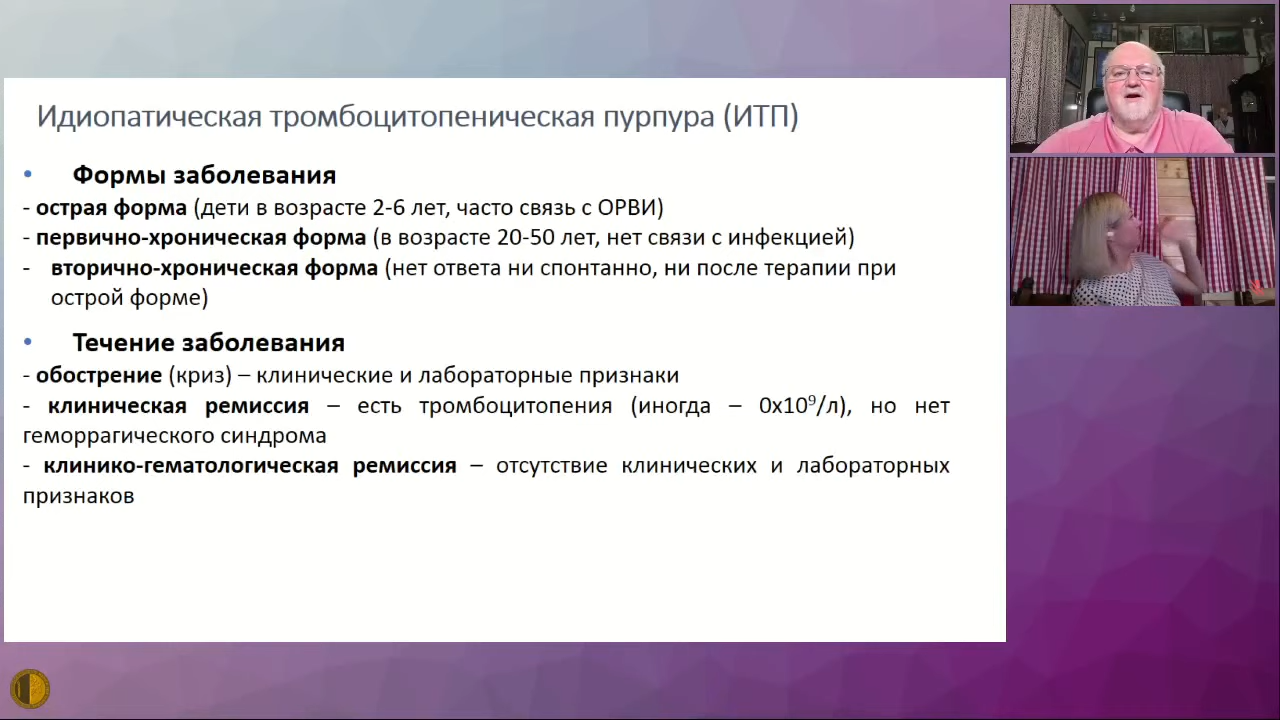 Идиопатическая тромбоцитопеническая пурпура (ИТП)
• Формы заболевания
- острая форма (дети в возрасте 2-6 лет, часто связь с ОРВИ)
- первично-хроническая форма (в возрасте 20-50 лет, нет связи с инфекцией)
- вторично-хроническая форма (нет ответа ни спонтанно, ни после терапии при
острой форме)
• Течение заболевания
- обострение (криз) – клинические и лабораторные признаки
- клиническая ремиссия – есть тромбоцитопения (иногда – 0х10⁹/л), но нет
геморрагического синдрома
- клинико-гематологическая ремиссия – отсутствие клинических и лабораторных
признаков